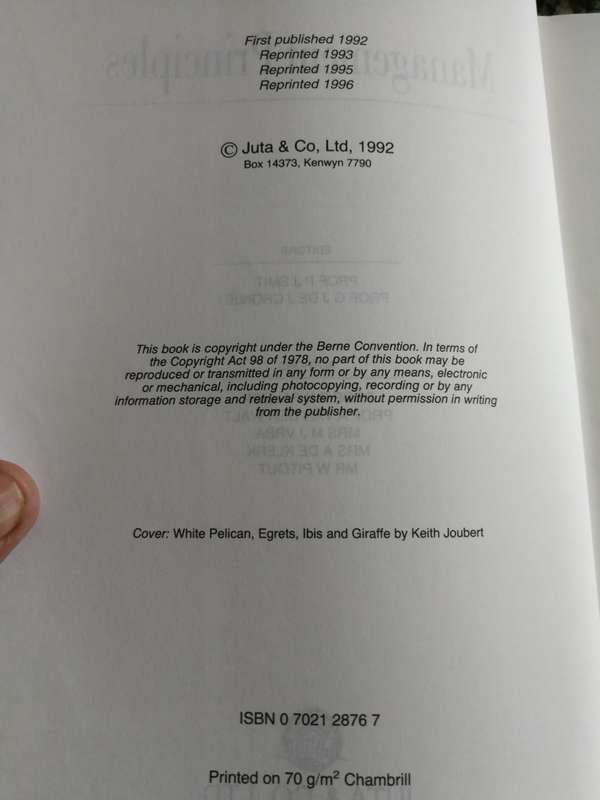 First published 1992
Reprinted 1993
Reprinted 1995
Reprinted 1996
© Juta & Co, Ltd, 1992
Box 14373, Kenwyn 7790
This book is copyright under the Berne Convention. In terms of
the Copyright Act 98 of 1978, no part of this book may be
reproduced or transmitted in any form or by any means, electronic
or mechanical, including photocopying, recording or by any
information storage and retrieval system, without permission in writing
from the publisher.
Cover: White Pelican, Egrets, Ibis and Giraffe by Keith Joubert
ISBN 0 7021 2876 7
Printed on 70 g/m² Chambrill